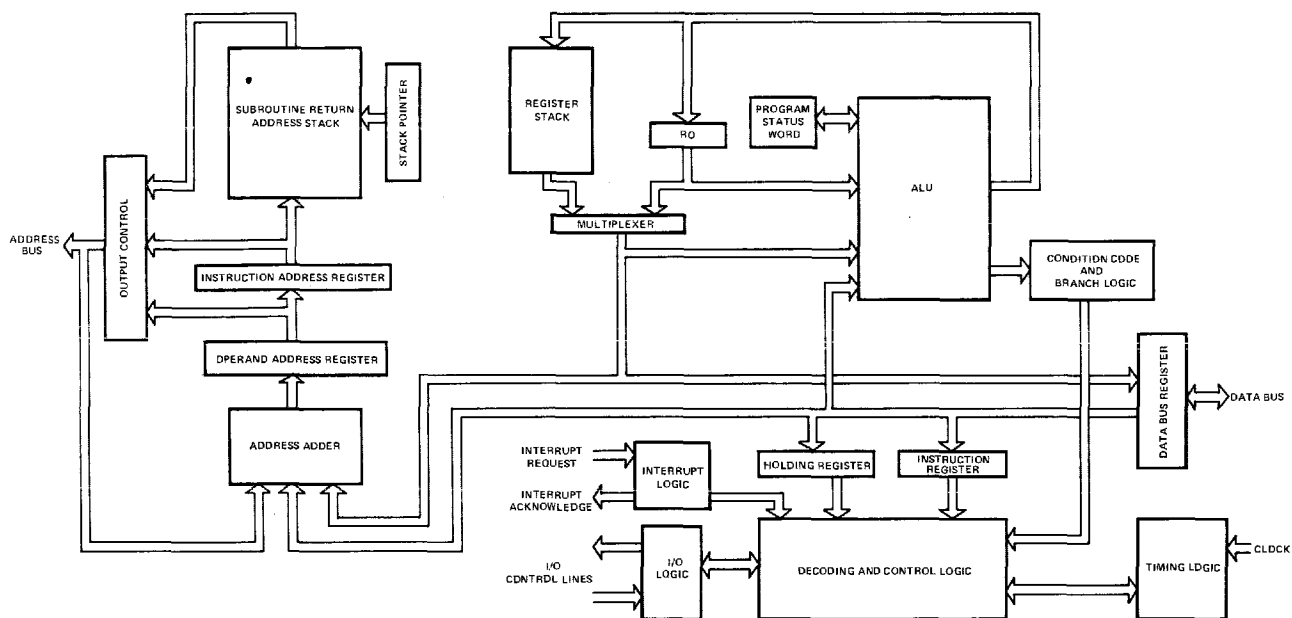 SUBROUTINE RETURN
ADDRESS STACK
STACK POINTER
OUTPUT CONTROL
ADDRESS
BUS
INSTRUCTION ADDRESS REGISTER
OPERAND ADDRESS REGISTER
ADDRESS ADDER
REGISTER
STACK
RO
PROGRAM
STATUS
WORD
ALU
MULTIPLEXER
CONDITION CODE
AND
BRANCH LOGIC
DATA BUS REGISTER
DATA BUS
INTERRUPT
REQUEST
INTERRUPT
ACKNOWLEDGE
INTERRUPT
LOGIC
HOLDING REGISTER
INSTRUCTION
REGISTER
I/O
CONTROL LINES
I/O
LOGIC
DECODING AND CONTROL LOGIC
TIMING LOGIC
CLOCK